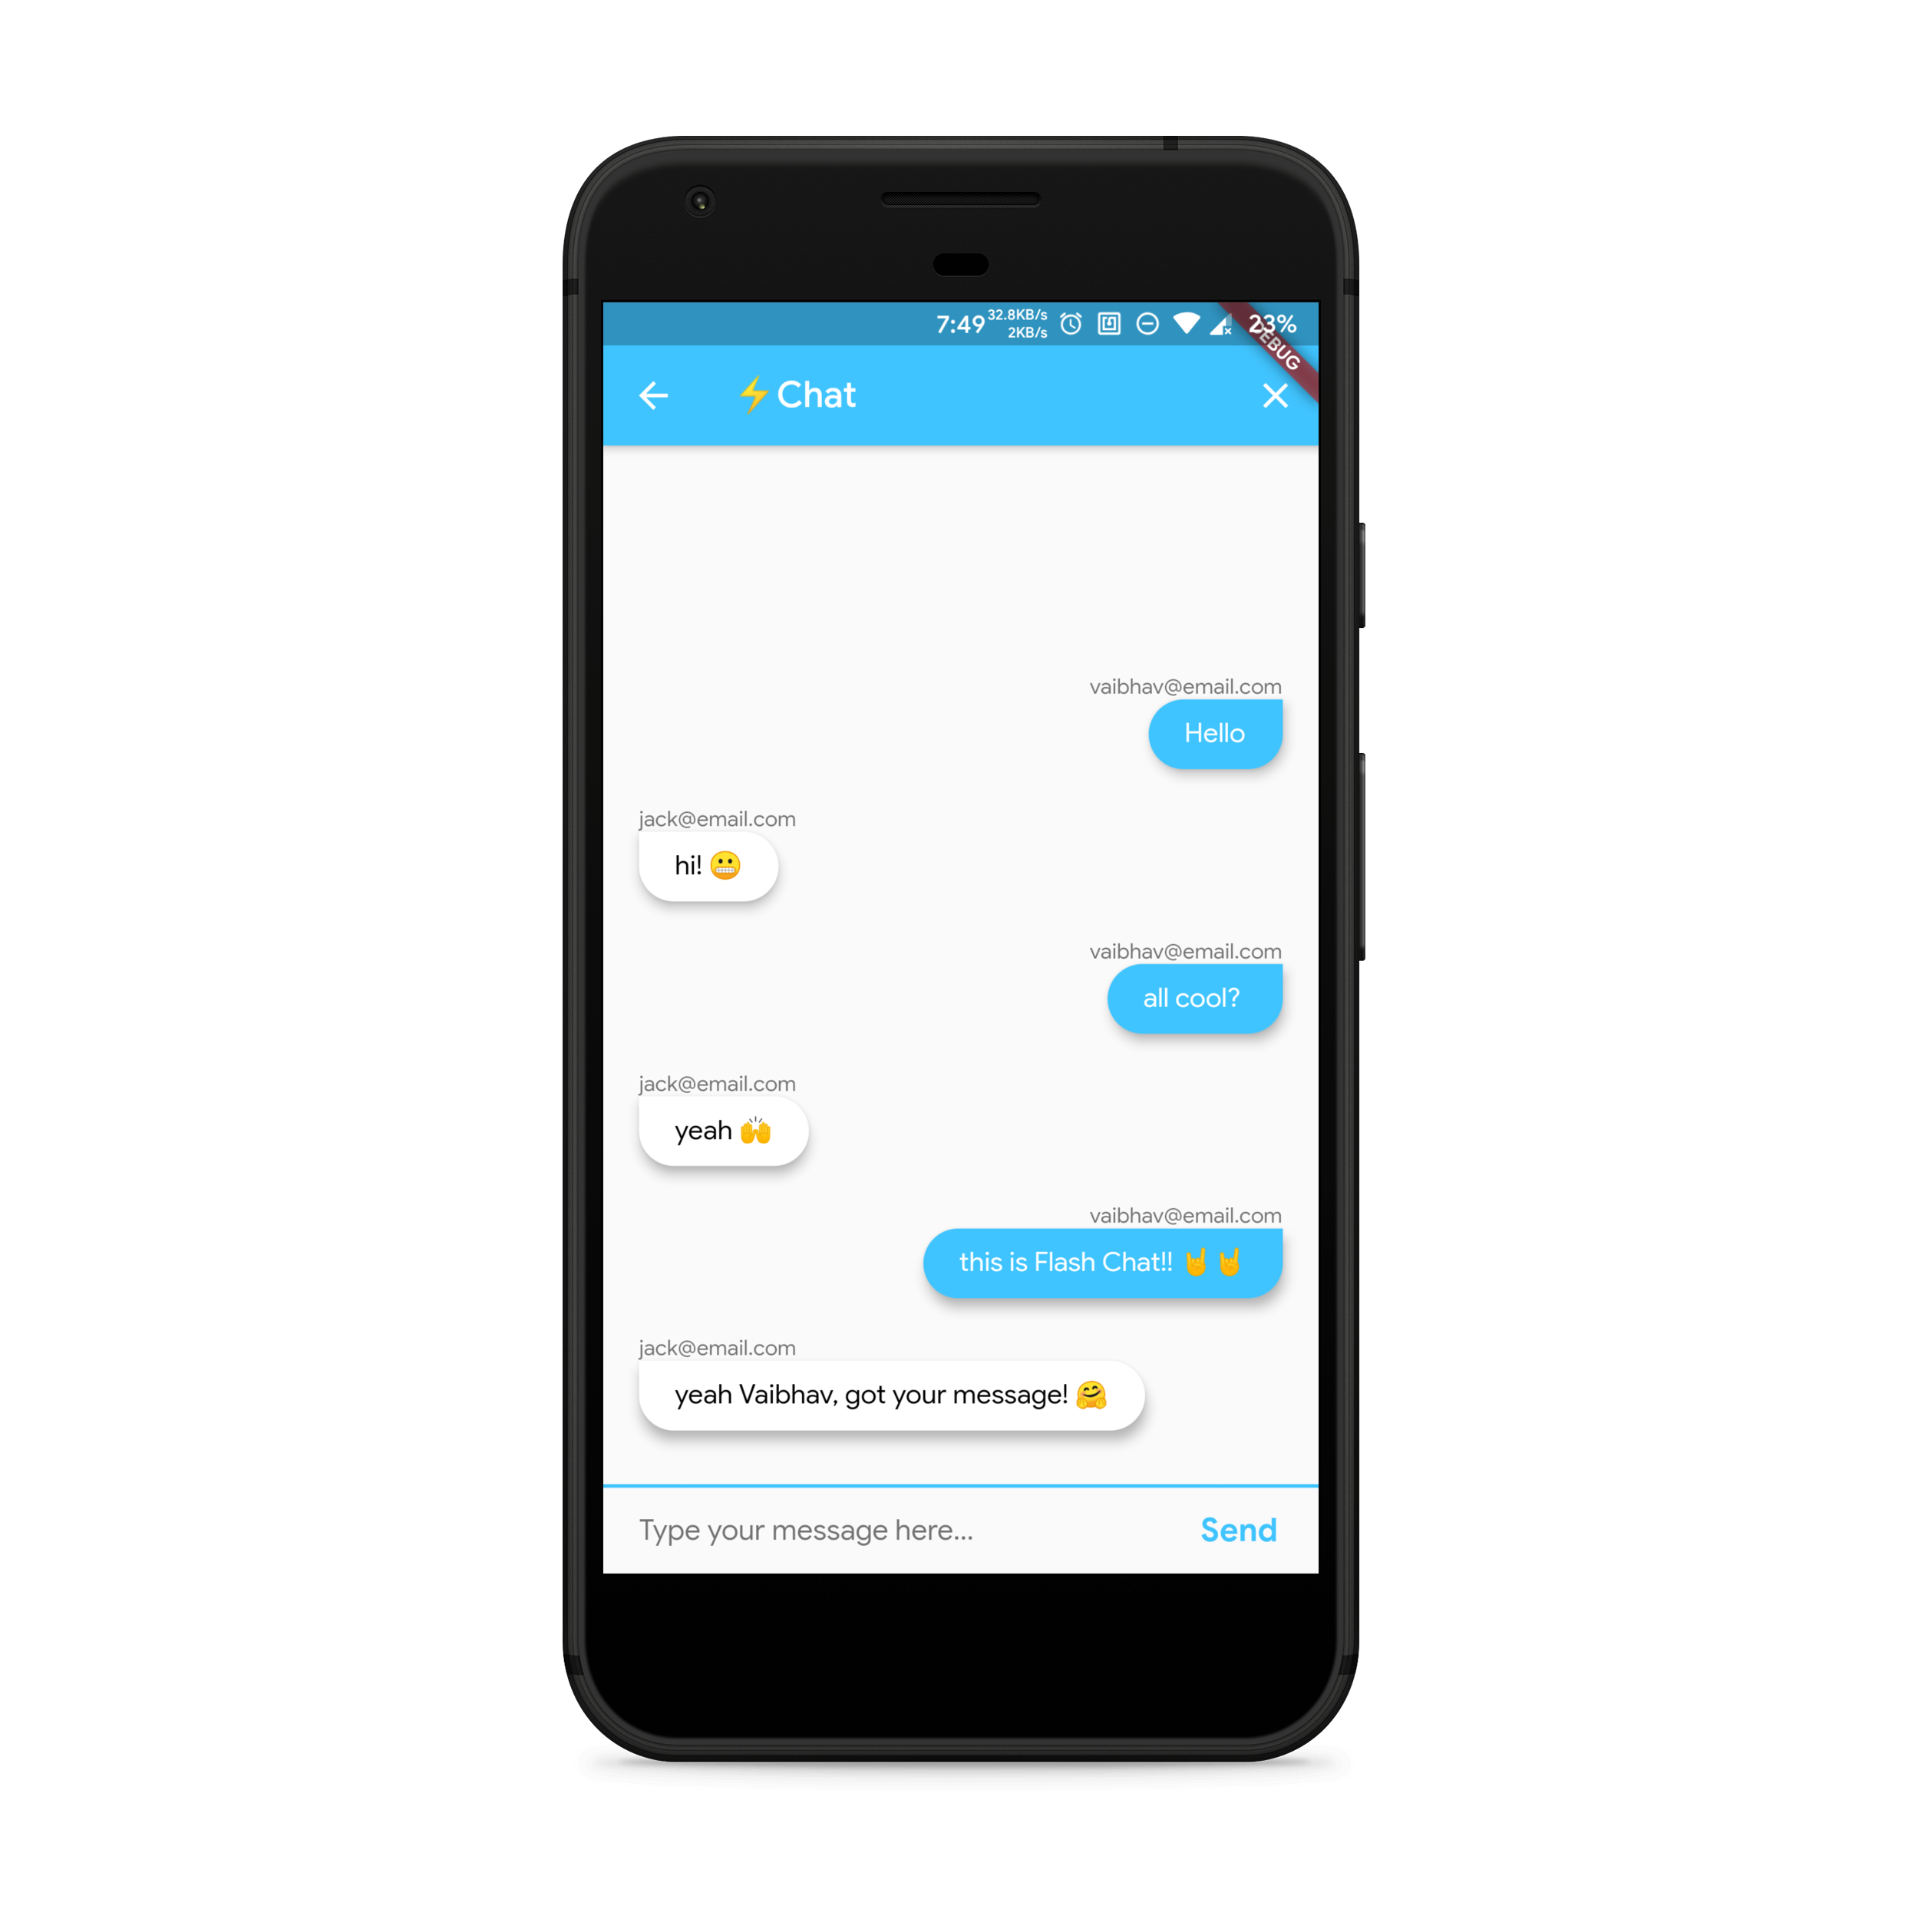 7:49 32.8KB/s 23%
2KB/s
DEBUG
⚡Chat
vaibhav@email.com
Hello
jack@email.com
hi! 😬
vaibhav@email.com
all cool?
jack@email.com
yeah 🙌
vaibhav@email.com
this is Flash Chat!! 🤘🤘
jack@email.com
yeah Vaibhav, got your message! 🤗
Type your message here... Send